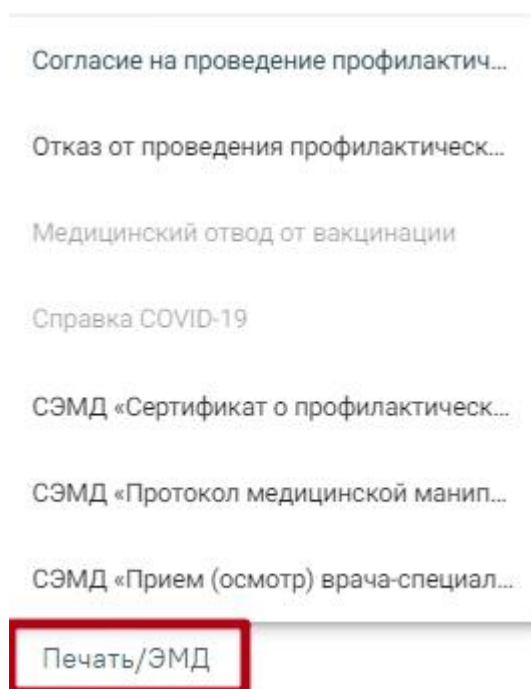 Согласие на проведение профилактич...
Отказ от проведения профилактическ...
Медицинский отвод от вакцинации
Справка COVID-19
СЭМД «Сертификат о профилактическ...
СЭМД «Протокол медицинской манип...
СЭМД «Прием (осмотр) врача-специал...
Печать/ЭМД